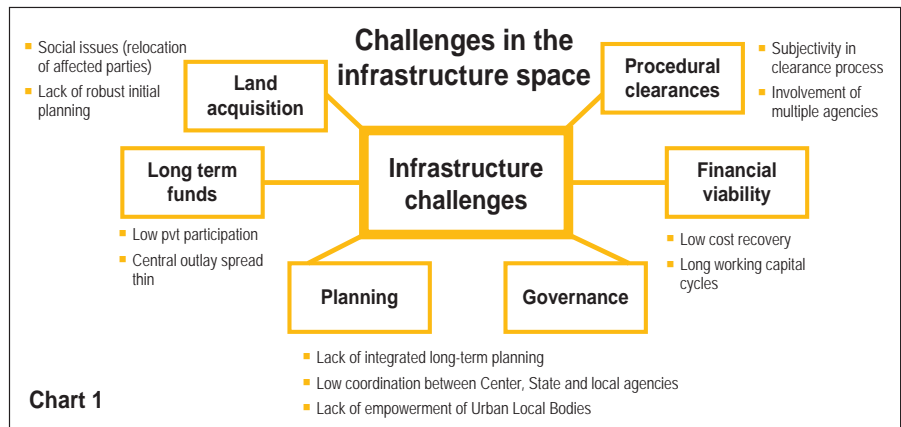 Challenges in the
infrastructure space
▪ Social issues (relocation
of affected parties)
▪ Lack of robust initial
planning
Land
acquisition
Procedural
clearances
▪ Subjectivity in
clearance process
▪ Involvement of
multiple agencies
Long term
funds
▪ Low pvt participation
▪ Central outlay spread
thin
Infrastructure
challenges
Financial
viability
▪ Low cost recovery
▪ Long working capital
cycles
Planning
Governance
▪ Lack of integrated long-term planning
▪ Low coordination between Center, State and local agencies
▪ Lack of empowerment of Urban Local Bodies
Chart 1